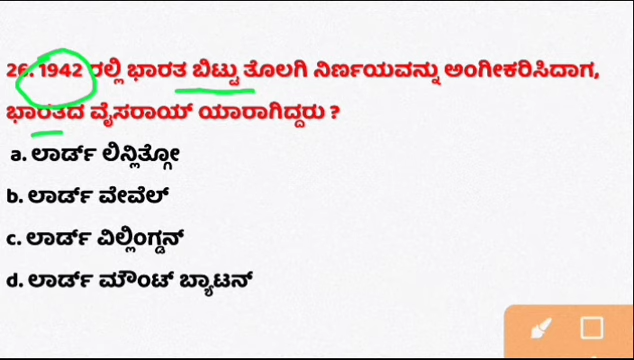 26. 1942 ರಲ್ಲಿ ಭಾರತ ಬಿಟ್ಟು ತೊಲಗಿ ನಿರ್ಣಯವನ್ನು ಅಂಗೀಕರಿಸಿದಾಗ,
ಭಾರತದ ವೈಸರಾಯ್ ಯಾರಾಗಿದ್ದರು ?
a. ಲಾರ್ಡ್ ಲಿನ್ಲಿತ್ಗೋ
b. ಲಾರ್ಡ್ ವೇವೆಲ್
c. ಲಾರ್ಡ್ ವಿಲ್ಲಿಂಗ್ಡನ್
d. ಲಾರ್ಡ್ ಮೌಂಟ್ ಬ್ಯಾಟನ್